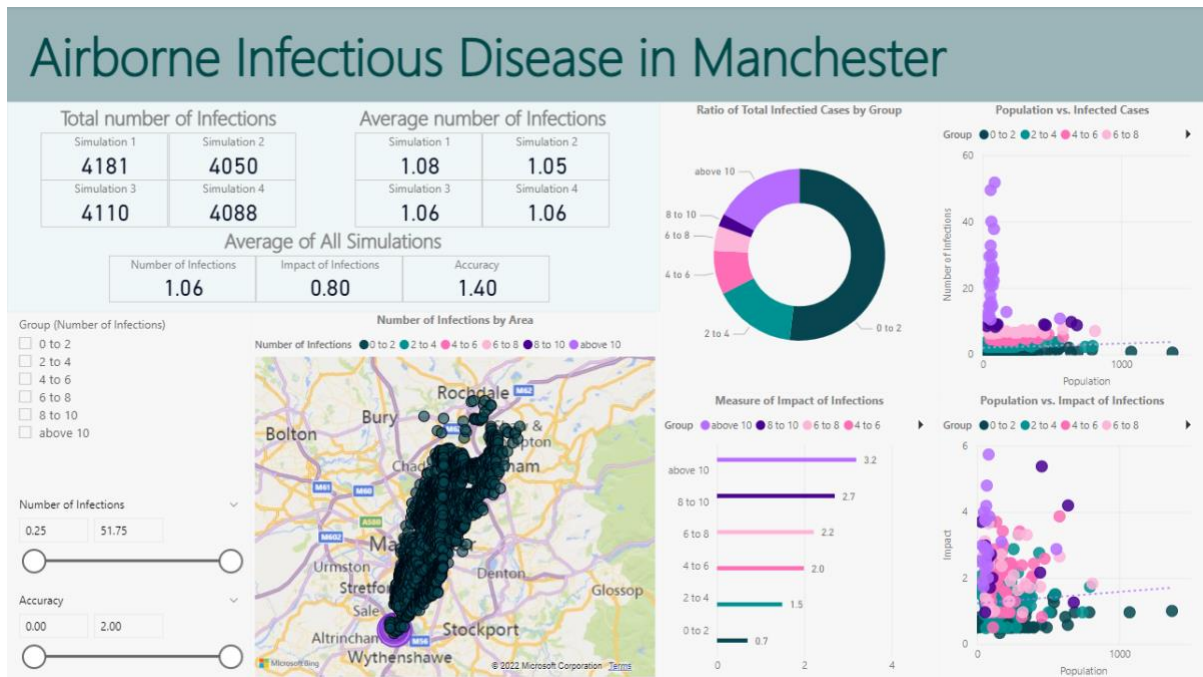 Airborne Infectious Disease in Manchester
Total number of Infections
Simulation 1
4181
Simulation 2
4050
Simulation 3
4110
Simulation 4
4088
Average number of Infections
Simulation 1
1.08
Simulation 2
1.05
Simulation 3
1.06
Simulation 4
1.06
Average of All Simulations
Number of Infections
1.06
Impact of Infections
0.80
Accuracy
1.40
Group (Number of Infections)
0 to 2
2 to 4
4 to 6
6 to 8
8 to 10
above 10
Number of Infections
0.25 51.75
Accuracy
0.00 2.00
Number of Infections by Area
Number of Infections 0 to 2 2 to 4 4 to 6 6 to 8 8 to 10 above 10
Rochdale
M62
Bury
Bolton
M61
M60
A580
M602
Urmston
Denton
Sale
Glossop
Stockport
Altrincham
M56
Wythenshawe
Microsoft Bing
© 2022 Microsoft Corporation Terms
Ratio of Total Infectied Cases by Group
above 10
8 to 10
6 to 8
4 to 6
2 to 4
0 to 2
Population vs. Infected Cases
Group 0 to 2 2 to 4 4 to 6 6 to 8
60
40
20
0
Number of Infections
0 1000
Population
Measure of Impact of Infections
Group above 10 8 to 10 6 to 8 4 to 6
above 10 3.2
8 to 10 2.7
6 to 8 2.2
4 to 6 2.0
2 to 4 1.5
0 to 2 0.7
0 2 4
Population vs. Impact of Infections
Group 0 to 2 2 to 4 4 to 6 6 to 8
6
4
2
0
Impact
0 1000
Population